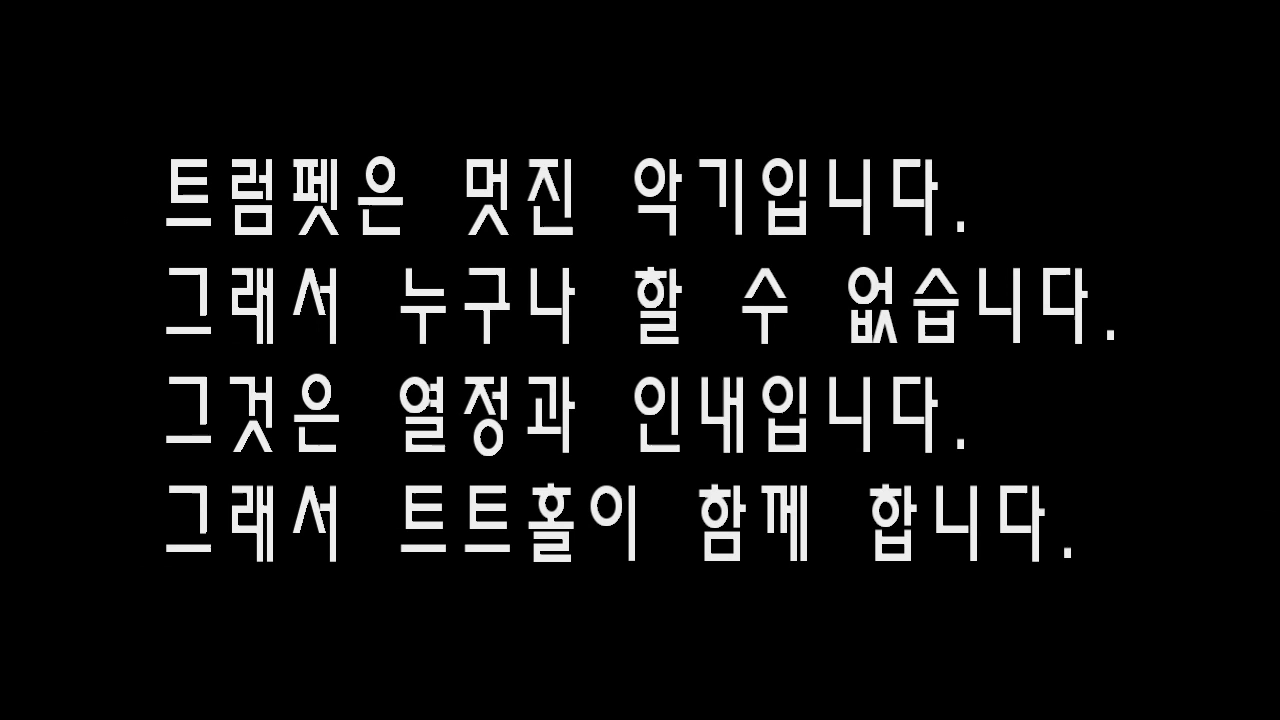 트럼펫은 멋진 악기입니다.
그래서 누구나 할 수 없습니다.
그것은 열정과 인내입니다.
그래서 트트홀이 함께 합니다.